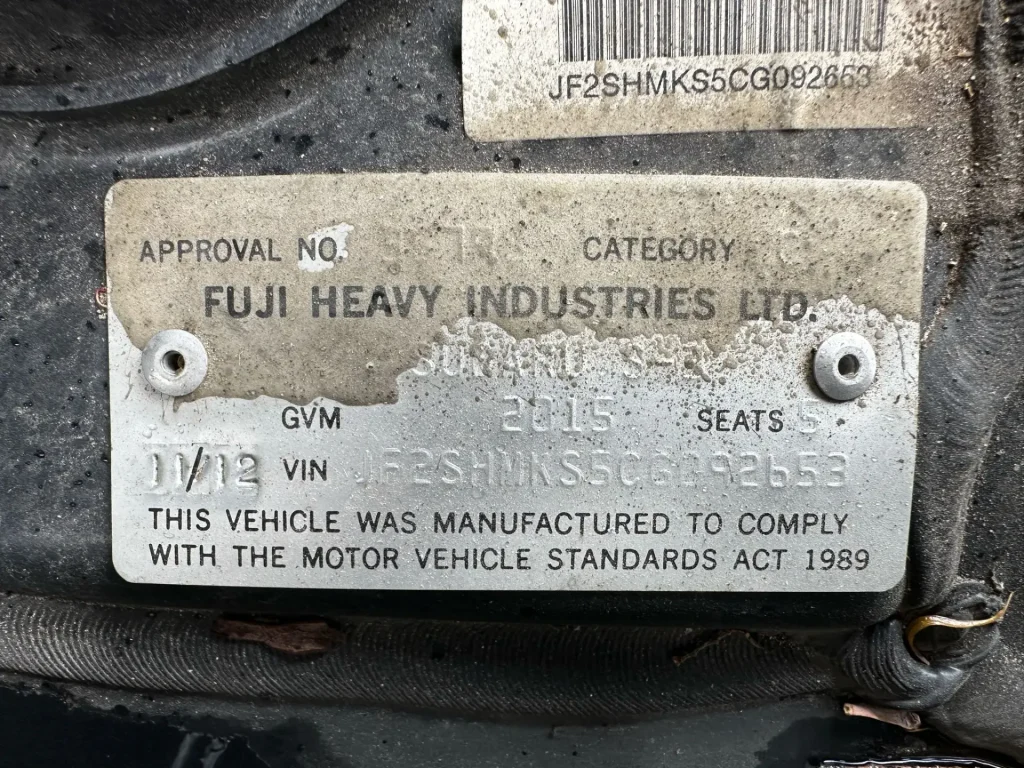 JF2SHMKS5CG092653
APPROVAL NO. CATEGORY
FUJI HEAVY INDUSTRIES LTD.
SUBARU
GVM 2015 SEATS 5
11/12 VIN JF2SHMKS5CG092653
THIS VEHICLE WAS MANUFACTURED TO COMPLY
WITH THE MOTOR VEHICLE STANDARDS ACT 1989